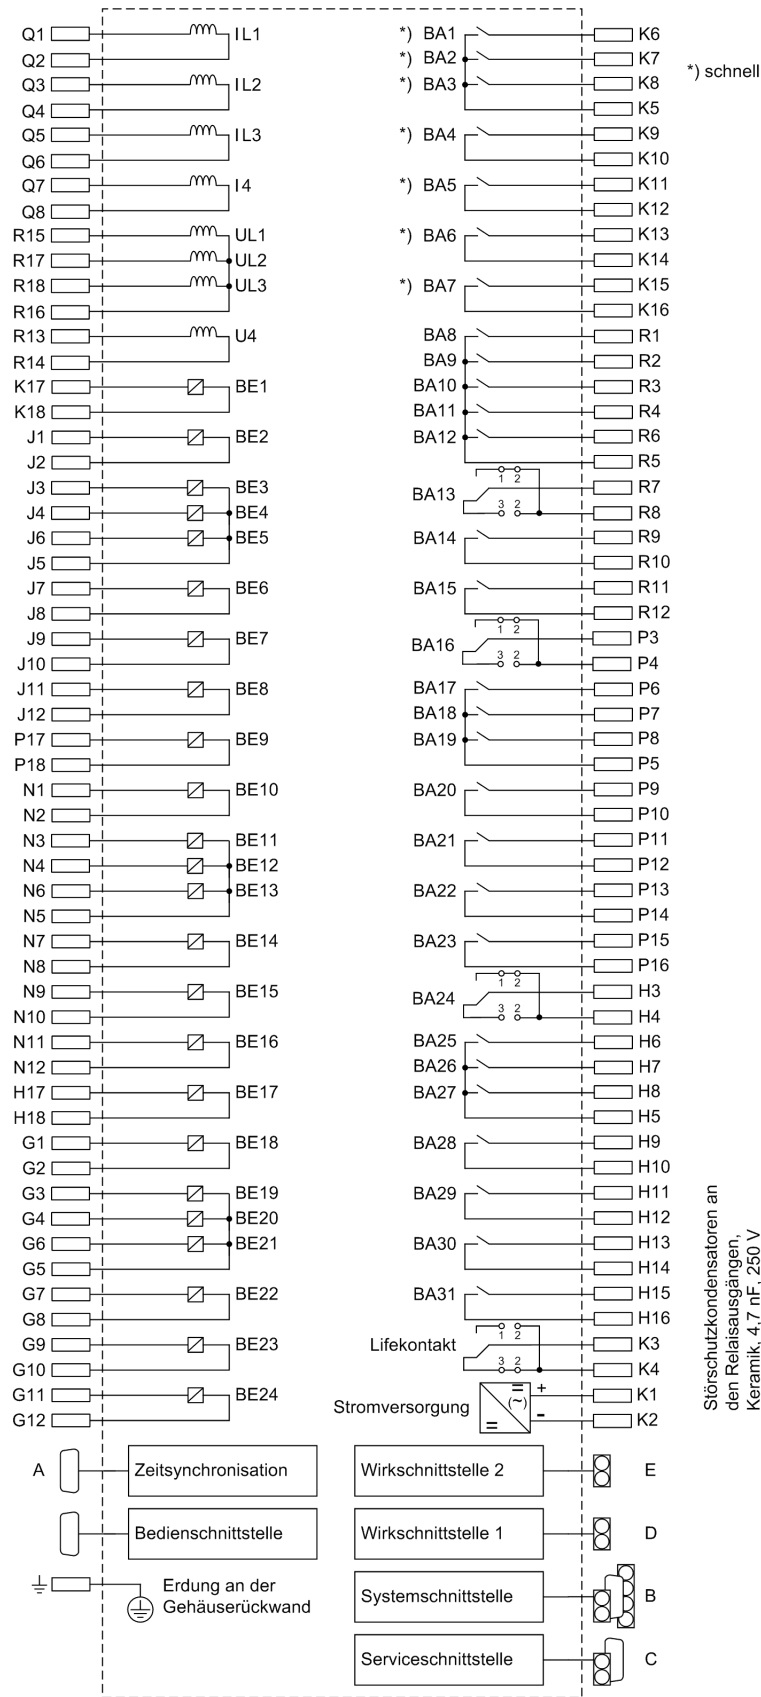 Q1 IL1 *) BA1 K6
Q2 *) BA2 K7
*) schnell
Q3 IL2 *) BA3 K8
Q4 K5
Q5 IL3 *) BA4 K9
Q6 K10
Q7 I4 *) BA5 K11
Q8 K12
R15 UL1 *) BA6 K13
R17 UL2 K14
R18 UL3 *) BA7 K15
R16 K16
R13 U4 BA8 R1
R14 BA9 R2
K17 BE1 BA10 R3
K18 BA11 R4
J1 BE2 BA12 R6
J2 R5
1 2
J3 BE3 BA13 R7
J4 BE4 3 2 R8
J6 BE5 BA14 R9
J5 R10
J7 BE6 BA15 R11
J8 R12
1 2
J9 BE7 BA16 P3
J10 3 2 P4
J11 BE8 BA17 P6
J12 BA18 P7
P17 BE9 BA19 P8
P18 P5
N1 BE10 BA20 P9
N2 P10
N3 BE11 BA21 P11
N4 BE12 P12
N6 BE13 BA22 P13
N5 P14
N7 BE14 BA23 P15
N8 P16
1 2
N9 BE15 BA24 H3
N10 3 2 H4
N11 BE16 BA25 H6
N12 BA26 H7
H17 BE17 BA27 H8
H18 H5
G1 BE18 BA28 H9
G2 H10
G3 BE19 BA29 H11
G4 BE20 H12
G6 BE21 BA30 H13
G5 H14
G7 BE22 BA31 H15
G8 H16
1 2
G9 BE23 Lifekontakt K3
G10 3 2 K4
G11 BE24 Stromversorgung = (~) = + K1
G12 - K2
Störschutzkondensatoren an
den Relaisausgängen,
Keramik, 4,7 nF, 250 V
A Zeitsynchronisation Wirkschnittstelle 2 E
Bedienschnittstelle Wirkschnittstelle 1 D
Erdung an der
Gehäuserückwand
Systemschnittstelle B
Serviceschnittstelle C